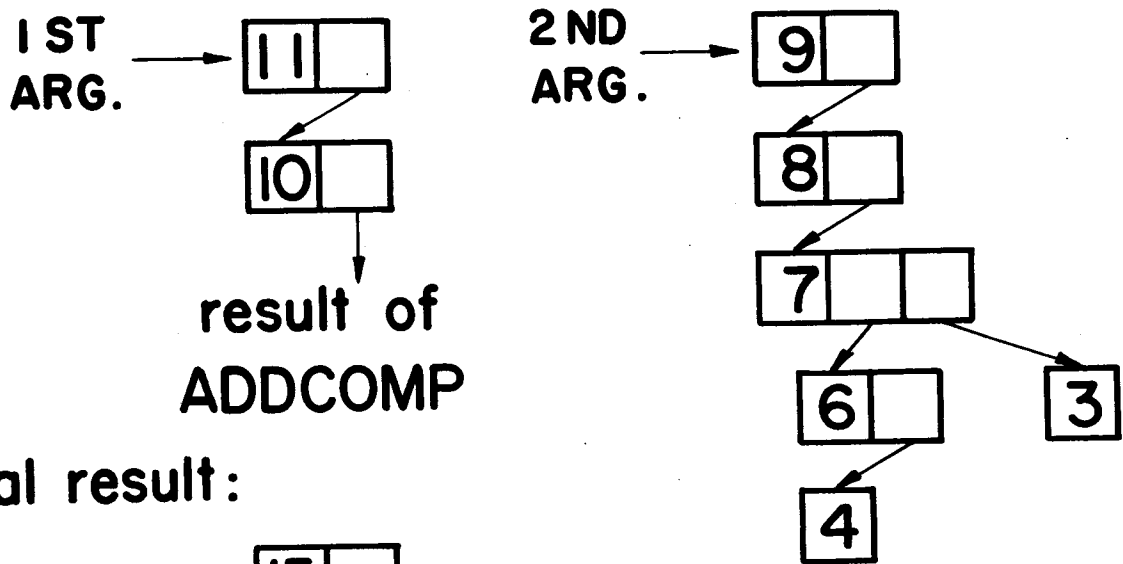 1 ST
ARG.
11
10
result of
ADDCOMP
2 ND
ARG.
9
8
7
6
3
4
al result: